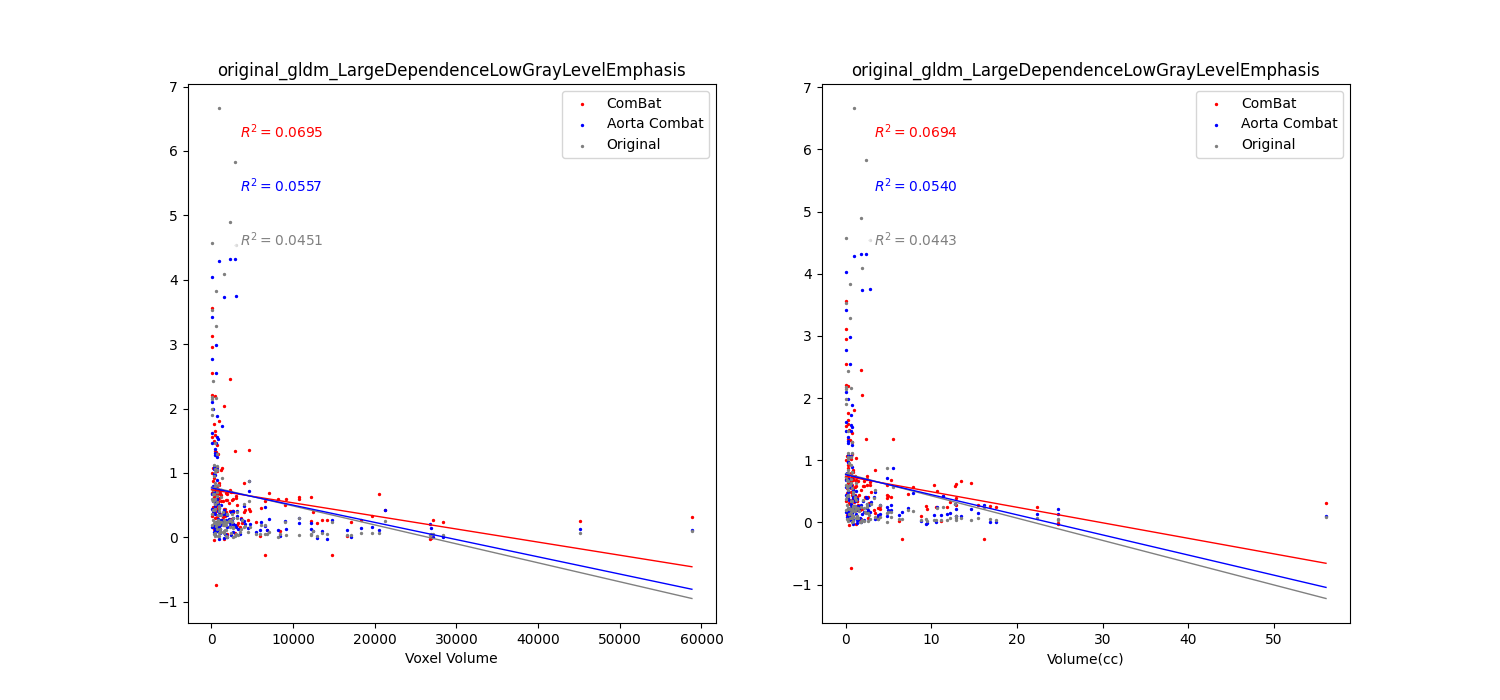 original_gldm_LargeDependenceLowGrayLevelEmphasis
7
6
5
4
3
2
1
0
−1
R² = 0.0695
R² = 0.0557
R² = 0.0451
ComBat
Aorta Combat
Original
0 10000 20000 30000 40000 50000 60000
Voxel Volume
original_gldm_LargeDependenceLowGrayLevelEmphasis
7
6
5
4
3
2
1
0
−1
R² = 0.0694
R² = 0.0540
R² = 0.0443
ComBat
Aorta Combat
Original
0 10 20 30 40 50
Volume(cc)